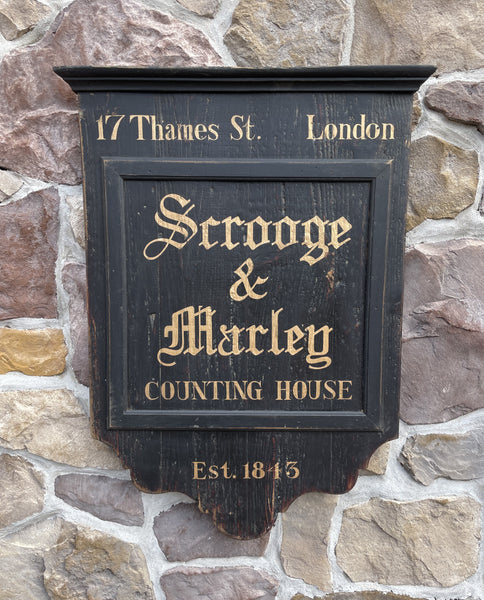 17 Thames St. London
Scrooge
&
Marley
COUNTING HOUSE
Est. 1843